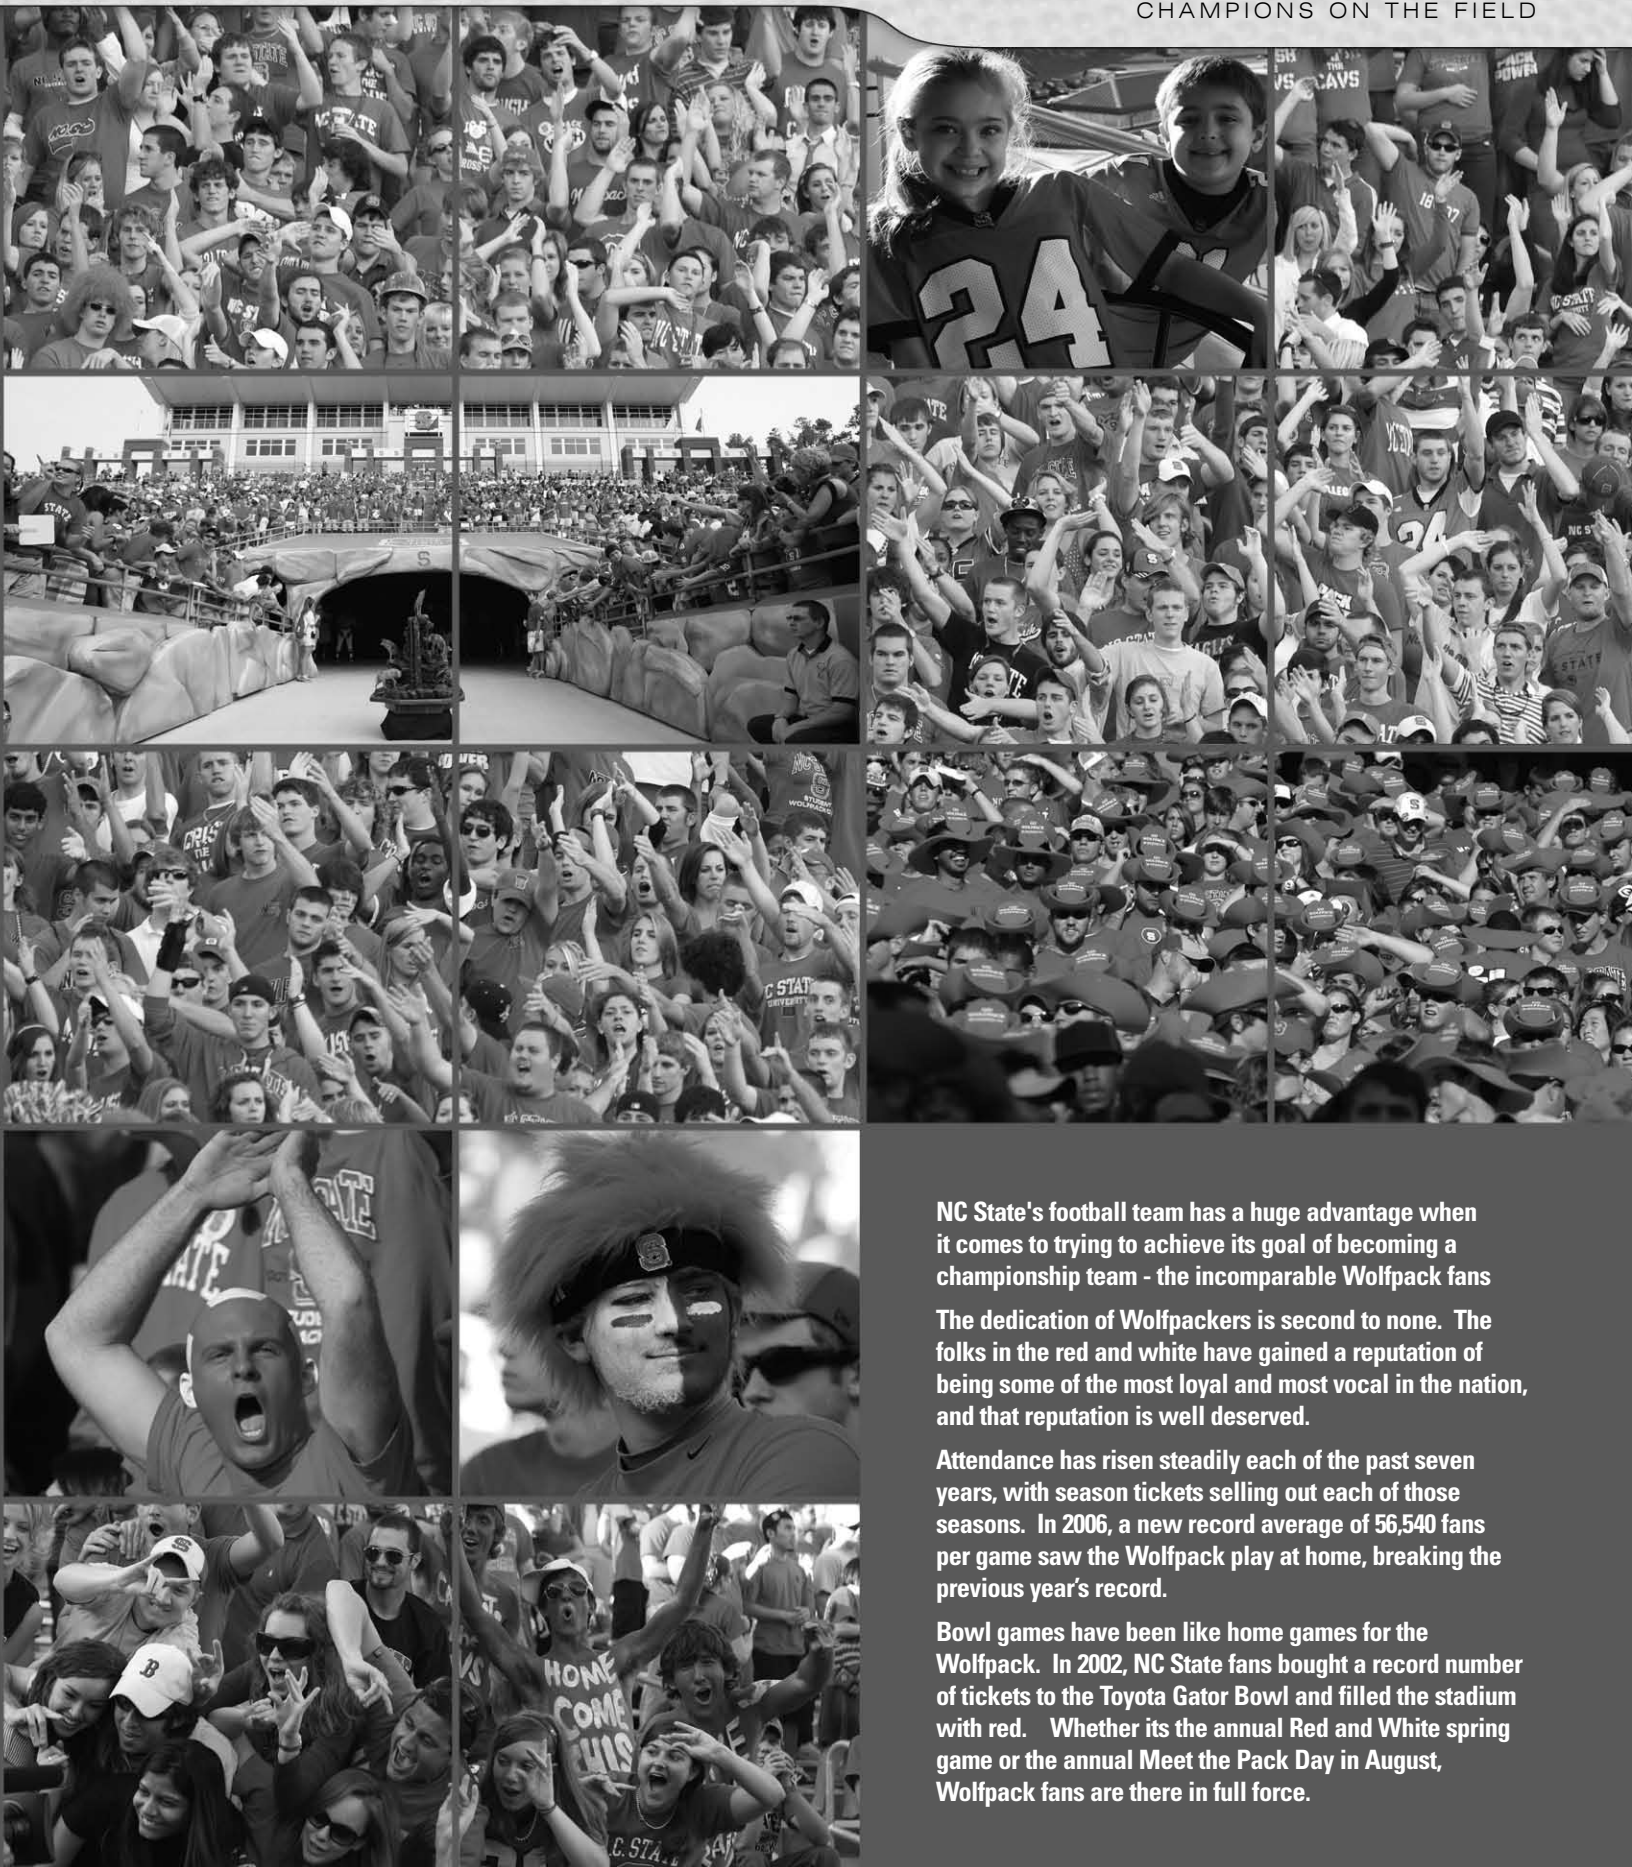 CHAMPIONS ON THE FIELD
24
STATE
S
24
HOME
COME
THIS
NC State's football team has a huge advantage when
it comes to trying to achieve its goal of becoming a
championship team - the incomparable Wolfpack fans
The dedication of Wolfpackers is second to none. The
folks in the red and white have gained a reputation of
being some of the most loyal and most vocal in the nation,
and that reputation is well deserved.
Attendance has risen steadily each of the past seven
years, with season tickets selling out each of those
seasons. In 2006, a new record average of 56,540 fans
per game saw the Wolfpack play at home, breaking the
previous year's record.
Bowl games have been like home games for the
Wolfpack. In 2002, NC State fans bought a record number
of tickets to the Toyota Gator Bowl and filled the stadium
with red. Whether its the annual Red and White spring
game or the annual Meet the Pack Day in August,
Wolfpack fans are there in full force.